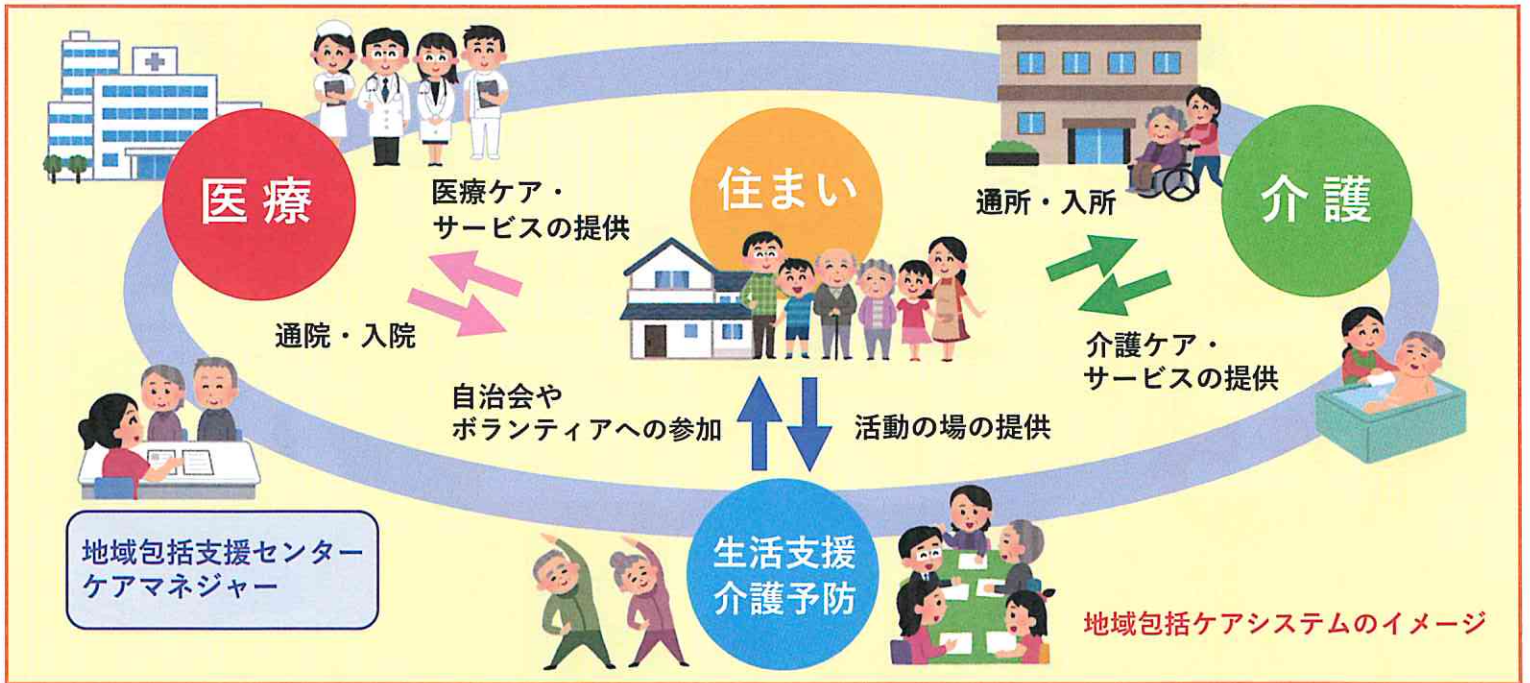 医療
医療ケア・
サービスの提供
通院・入院
住まい
通所・入所
介護
介護ケア・
サービスの提供
自治会や
ボランティアへの参加
活動の場の提供
地域包括支援センター
ケアマネジャー
生活支援
介護予防
地域包括ケアシステムのイメージ